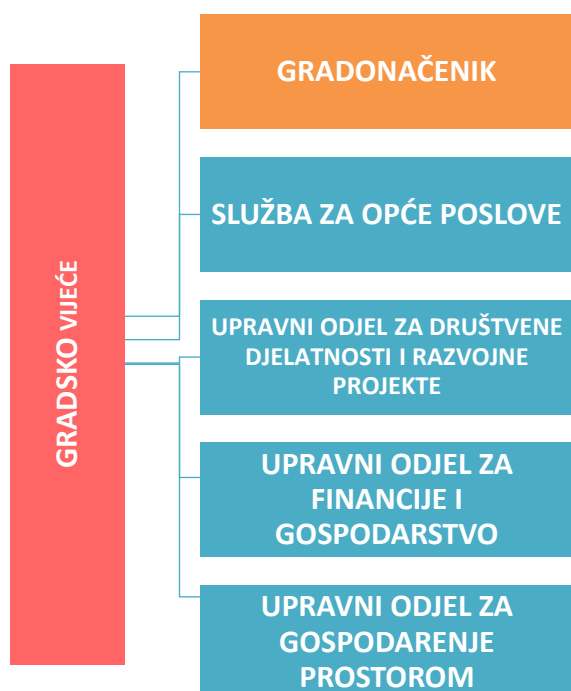 GRADSKO VIJEĆE
GRADONAČENIK
SLUŽBA ZA OPĆE POSLOVE
UPRAVNI ODJEL ZA DRUŠTVENE
DJELATNOSTI I RAZVOJNE
PROJEKTE
UPRAVNI ODJEL ZA
FINANCIJE I
GOSPODARSTVO
UPRAVNI ODJEL ZA
GOSPODARENJE
PROSTOROM